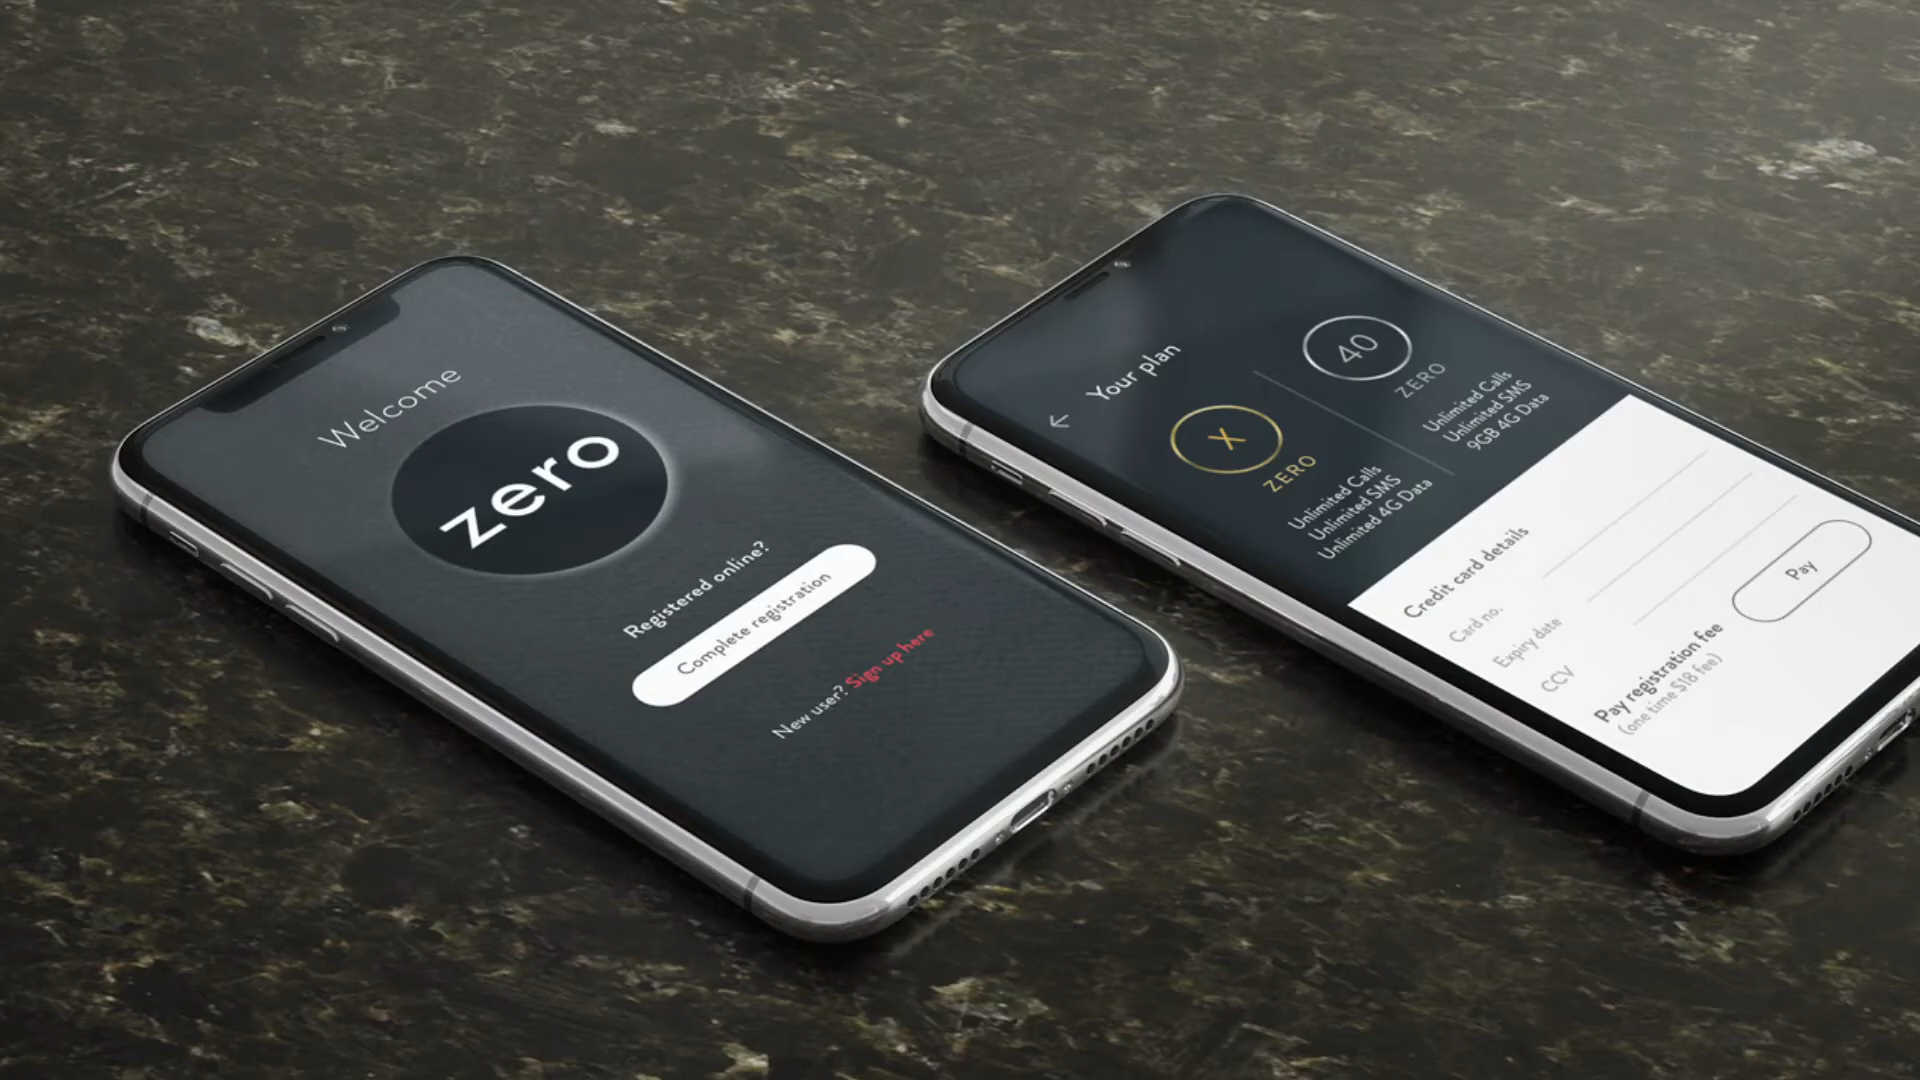 Welcome
zero
Registered online?
Complete registration
New user? Sign up here
Your plan
X
ZERO
Unlimited Calls
Unlimited SMS
Unlimited 4G Data
40
ZERO
Unlimited Calls
Unlimited SMS
9GB 4G Data
Credit card details
Card no.
Expiry date
CCV
Pay registration fee
(one time $18 fee)
Pay